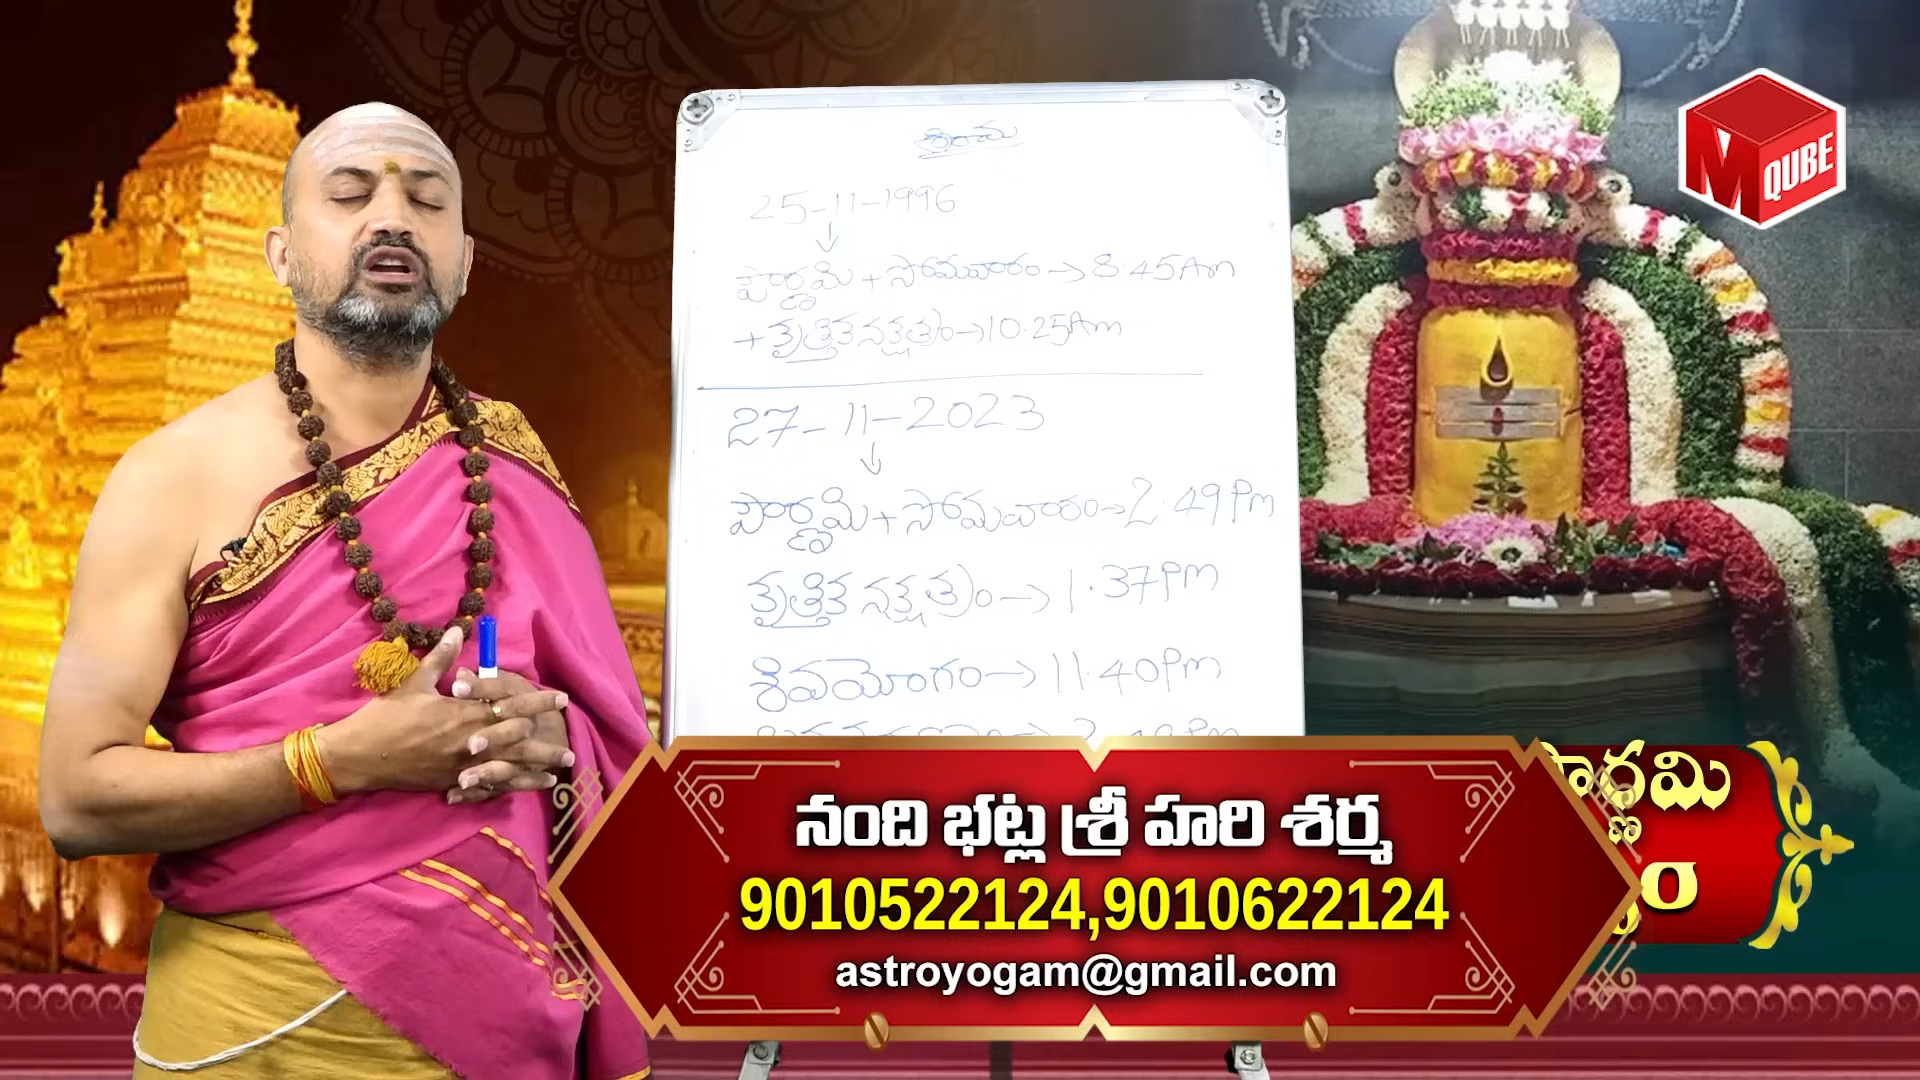 శ్రీరామ
25-11-1996
పౌర్ణమి + సోమవారం → 8.45Am
+ కృత్తికనక్షత్రం → 10.25Am
27-11-2023
పౌర్ణమి + సోమవారం → 2.49Pm
కృత్తిక నక్షత్రం → 1.37Pm
శివయోగం → 11.40Pm
M QUBE
నంది భట్ల శ్రీ హరి శర్మ
9010522124,9010622124
astroyogam@gmail.com